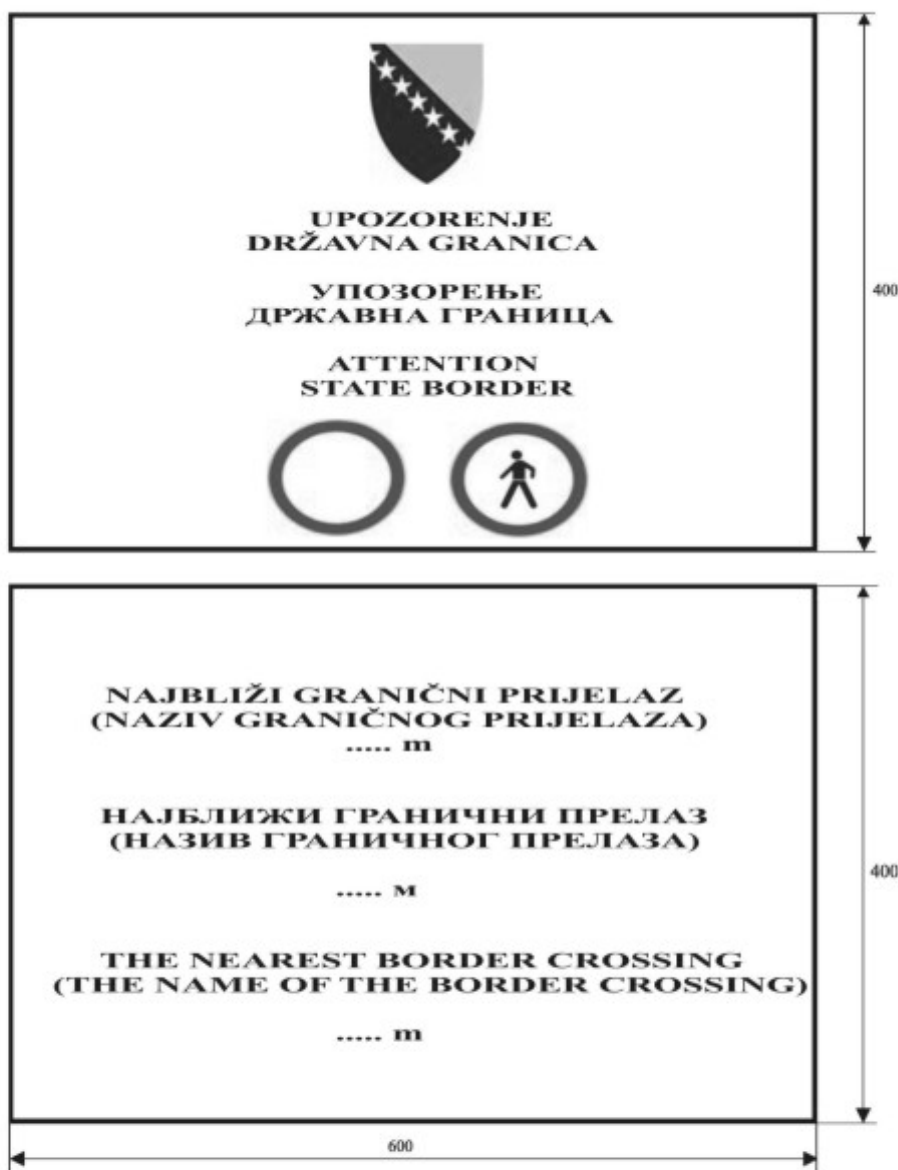 UPOZORENJE
DRŽAVNA GRANICA
УПОЗОРЕЊЕ
ДРЖАВНА ГРАНИЦА
ATTENTION
STATE BORDER
400
NAJBLIŽI GRANIČNI PRIJELAZ
(NAZIV GRANIČNOG PRIJELAZA)
..... m
НАЈБЛИЖИ ГРАНИЧНИ ПРЕЛАЗ
(НАЗИВ ГРАНИЧНОГ ПРЕЛАЗА)
..... м
THE NEAREST BORDER CROSSING
(THE NAME OF THE BORDER CROSSING)
..... m
400
600